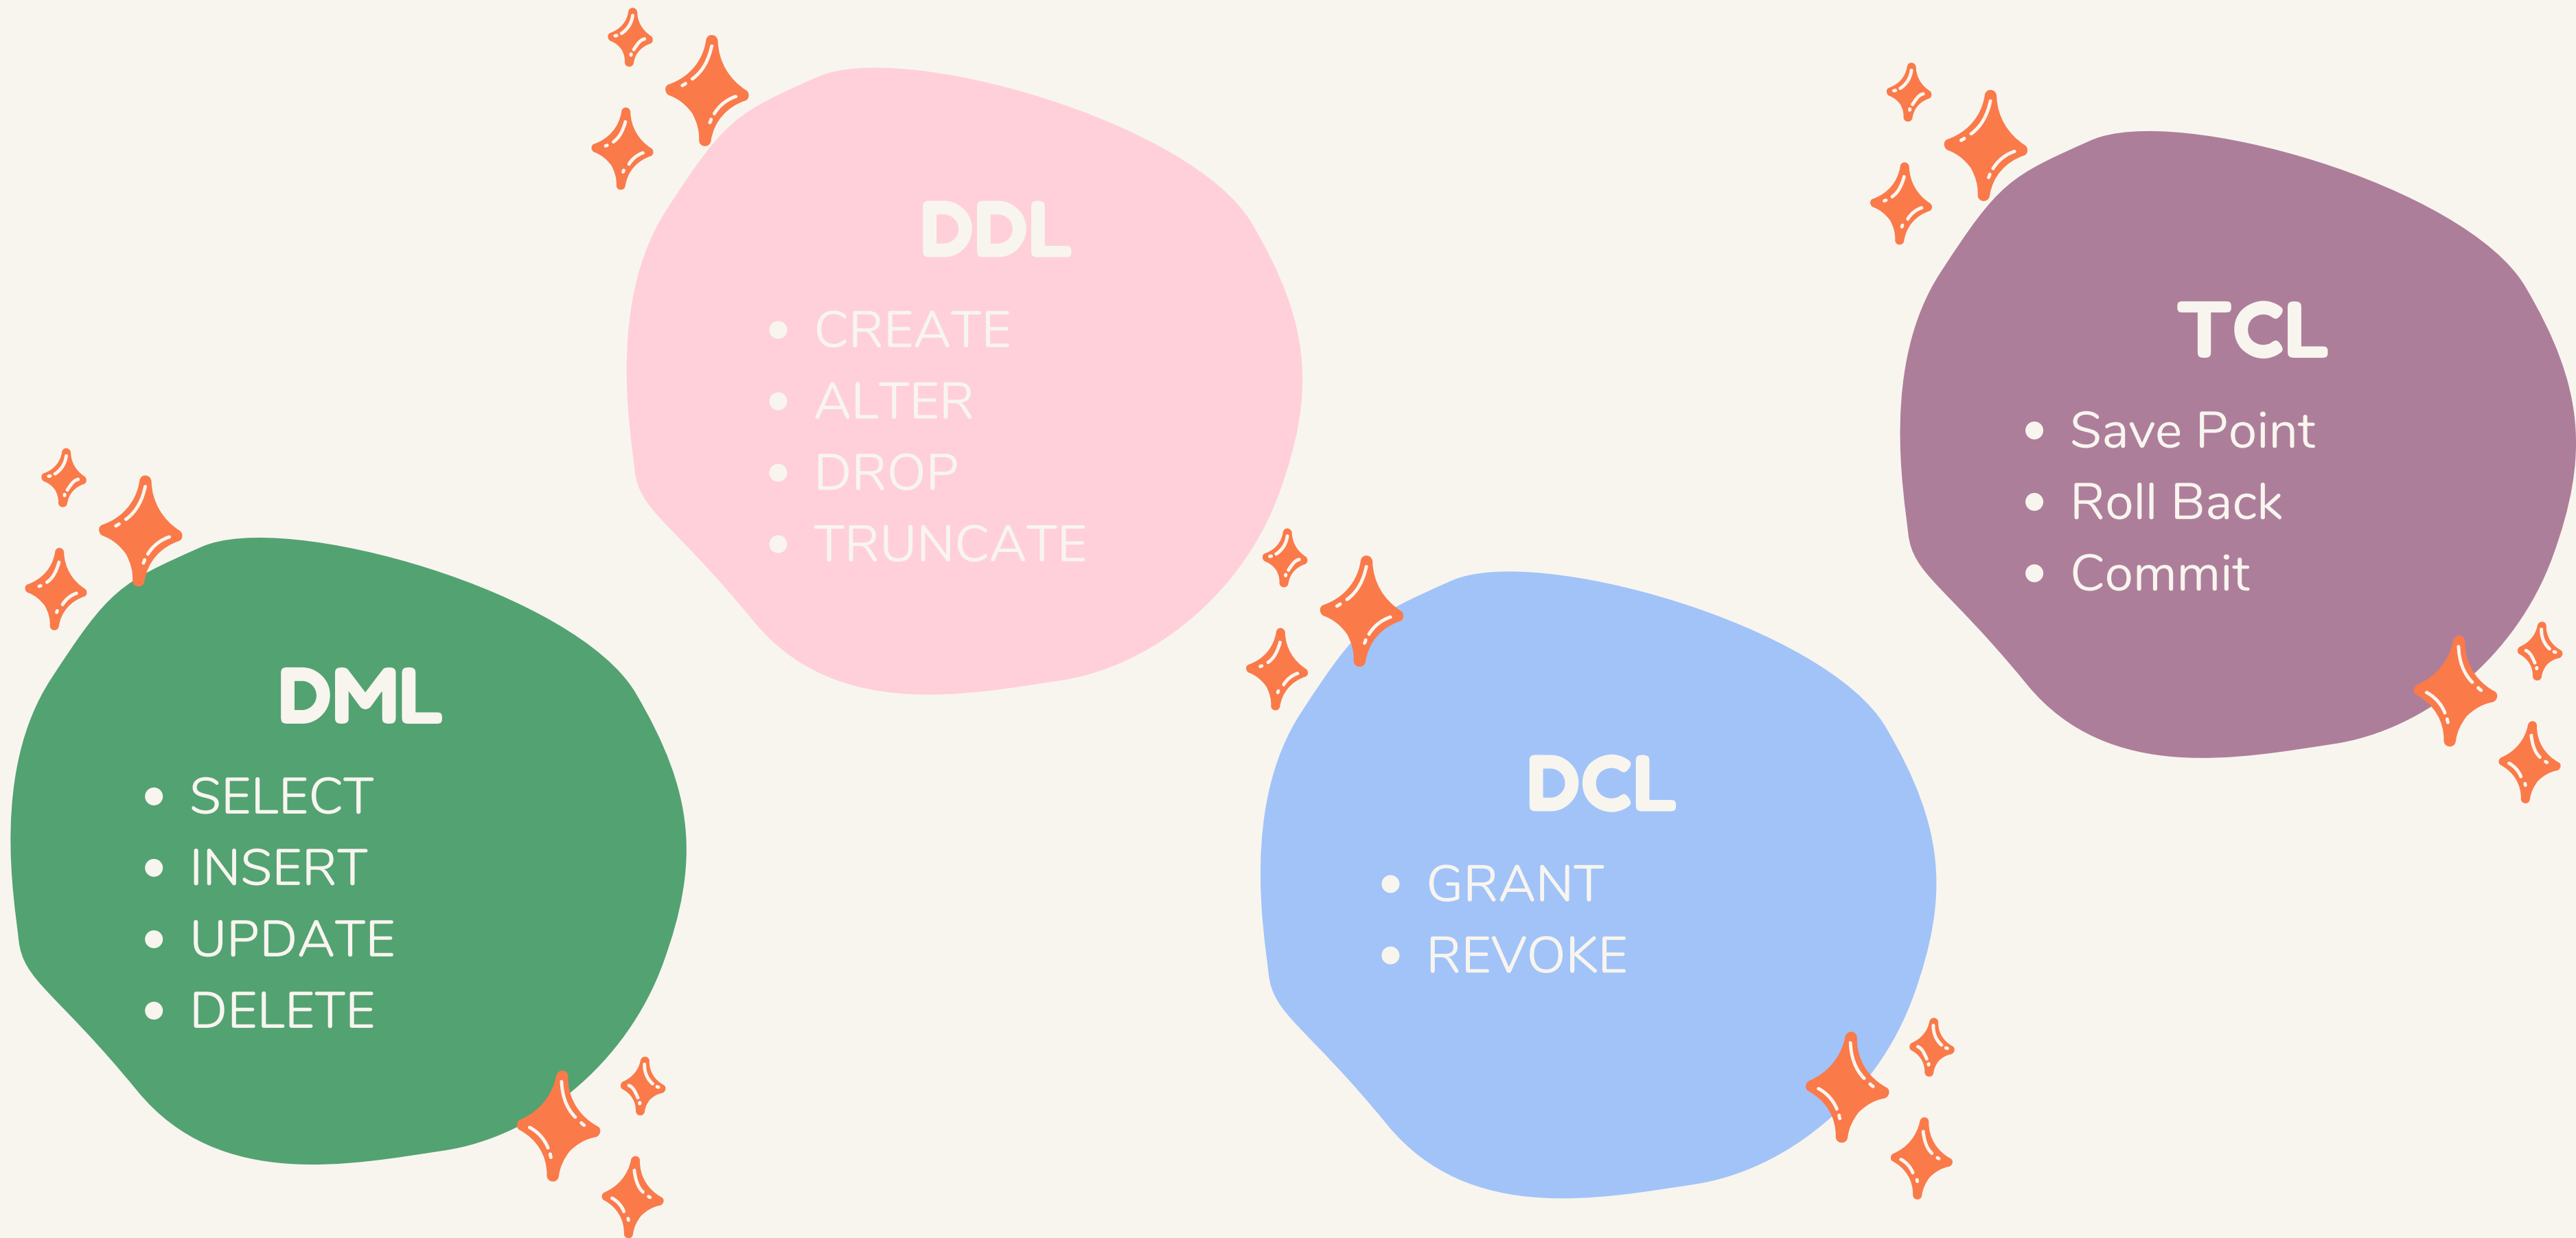 DML
• SELECT
• INSERT
• UPDATE
• DELETE
DDL
• CREATE
• ALTER
• DROP
• TRUNCATE
DCL
• GRANT
• REVOKE
TCL
• Save Point
• Roll Back
• Commit